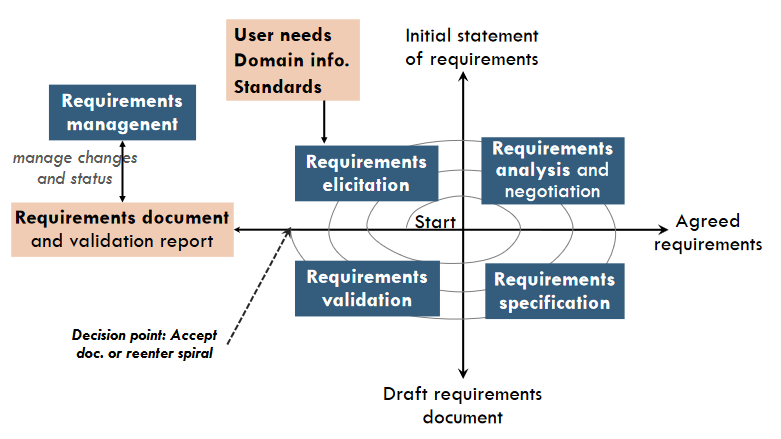 User needs
Domain info.
Standards
Initial statement
of requirements
Requirements
management
manage changes
and status
Requirements
elicitation
Requirements
analysis and
negotiation
Requirements document
and validation report
Start
Agreed
requirements
Requirements
validation
Requirements
specification
Decision point: Accept
doc. or reenter spiral
Draft requirements
document